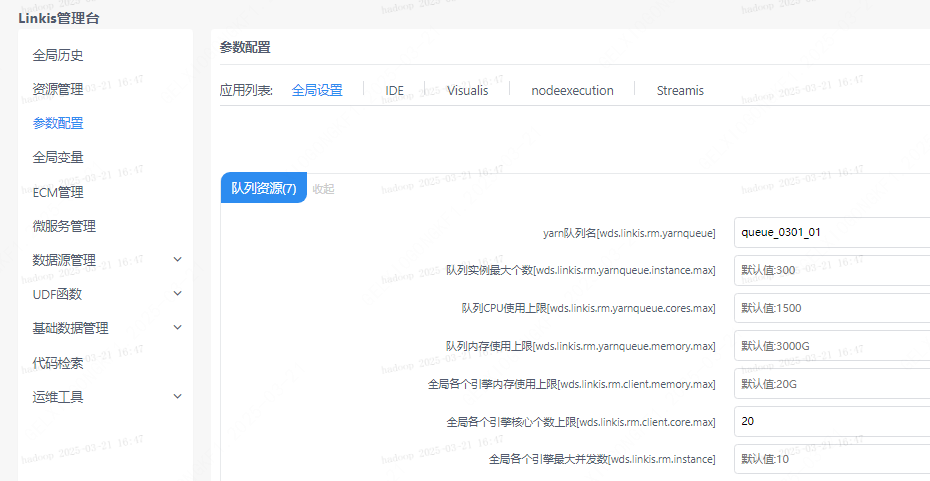 Linkis管理台
全局历史
资源管理
参数配置
全局变量
ECM管理
微服务管理
数据源管理
UDF函数
基础数据管理
代码检索
运维工具
参数配置
应用列表: 全局设置 IDE Visualis nodeexecution Streamis
队列资源(7) 收起
yarn队列名[wds.linkis.rm.yarnqueue] queue_0301_01
队列实例最大个数[wds.linkis.rm.yarnqueue.instance.max] 默认值:300
队列CPU使用上限[wds.linkis.rm.yarnqueue.cores.max] 默认值:1500
队列内存使用上限[wds.linkis.rm.yarnqueue.memory.max] 默认值:3000G
全局各个引擎内存使用上限[wds.linkis.rm.client.memory.max] 默认值:20G
全局各个引擎核心个数上限[wds.linkis.rm.client.core.max] 20
全局各个引擎最大并发数[wds.linkis.rm.instance] 默认值:10
hadoop 2025-03-21 16:47